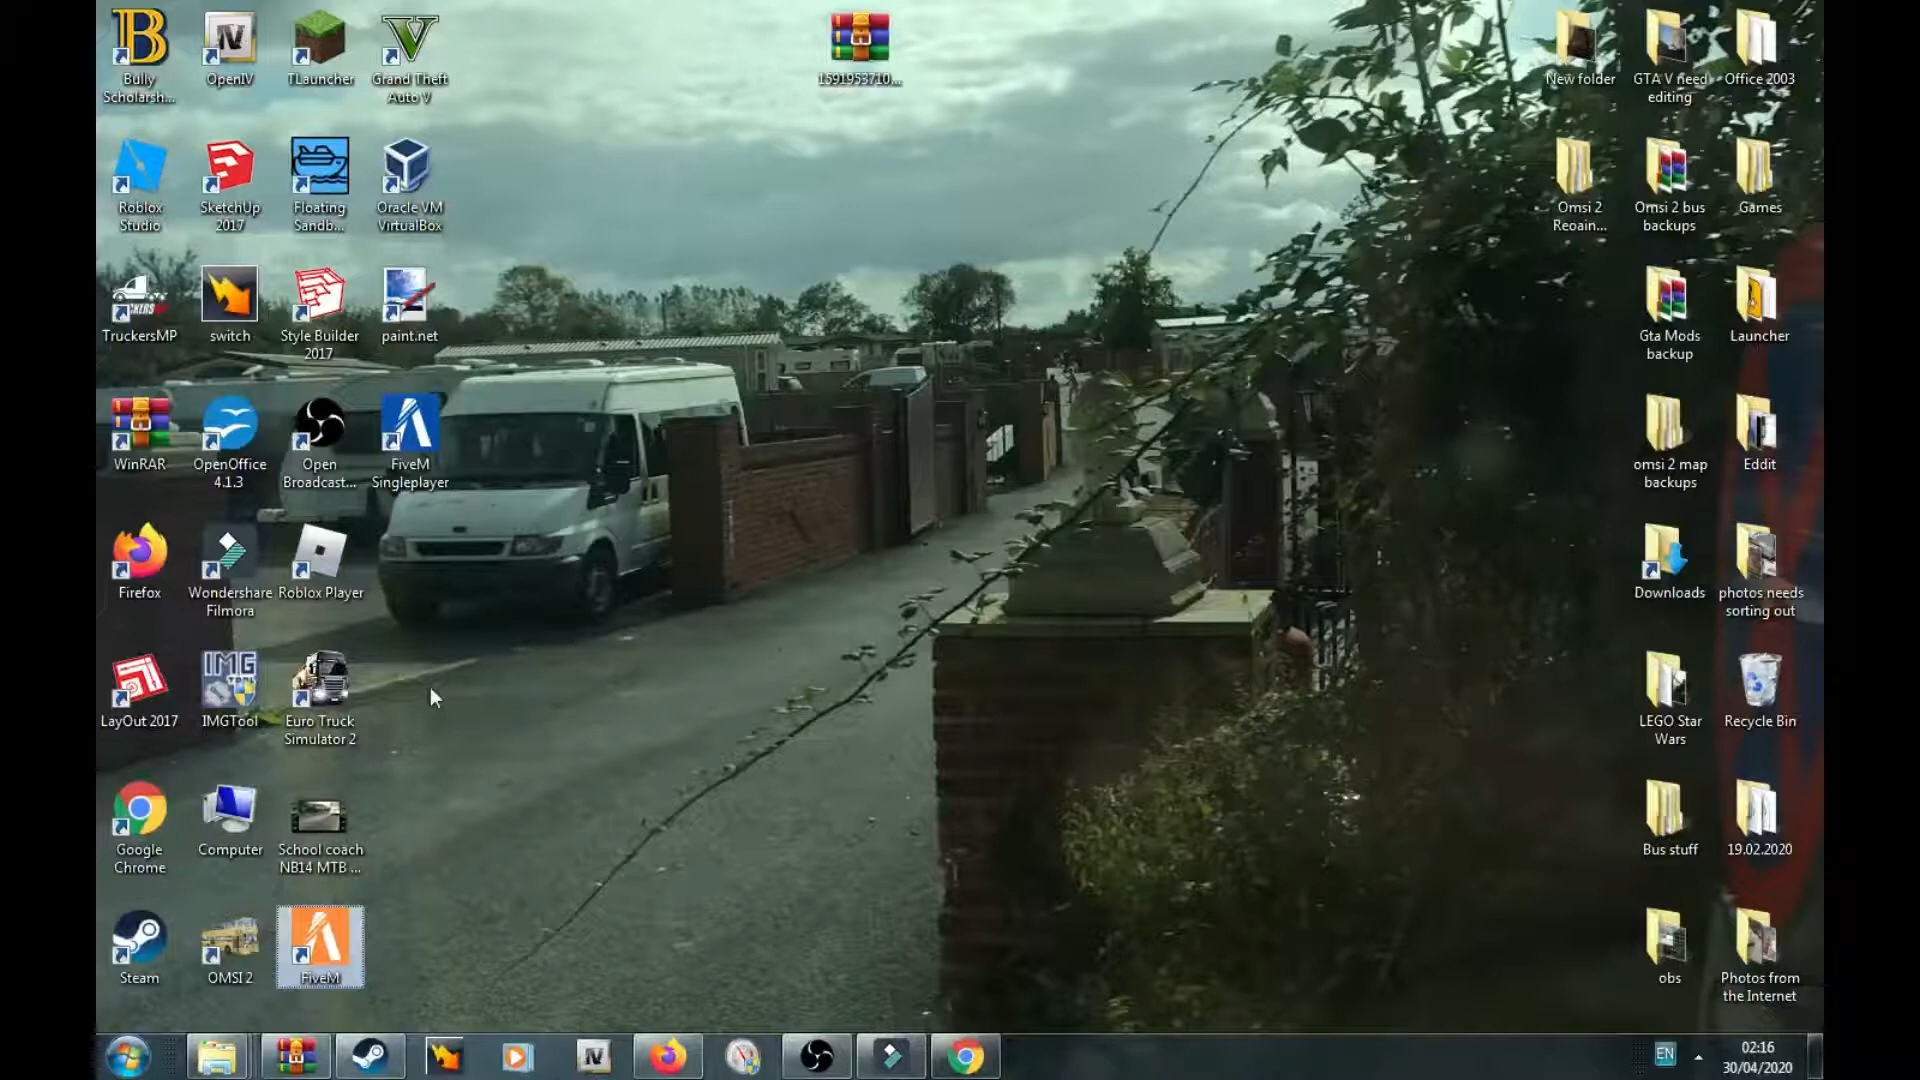 Bully
Scholarsh...
OpenIV
TLauncher
Grand Theft
Auto V
1591953710...
New folder
GTA V need
editing
Office 2003
Roblox
Studio
SketchUp
2017
Floating
Sandb...
Oracle VM
VirtualBox
Omsi 2
Reoain...
Omsi 2 bus
backups
Games
TruckersMP
switch
Style Builder
2017
paint.net
Gta Mods
backup
Launcher
WinRAR
OpenOffice
4.1.3
Open
Broadcast...
FiveM
Singleplayer
omsi 2 map
backups
Eddit
Firefox
Wondershare
Filmora
Roblox Player
Downloads
photos needs
sorting out
LayOut 2017
IMG
IMGTool
Euro Truck
Simulator 2
LEGO Star
Wars
Recycle Bin
Google
Chrome
Computer
School coach
NB14 MTB ...
Bus stuff
19.02.2020
Steam
OMSI 2
FiveM
obs
Photos from
the Internet
EN
02:16
30/04/2020